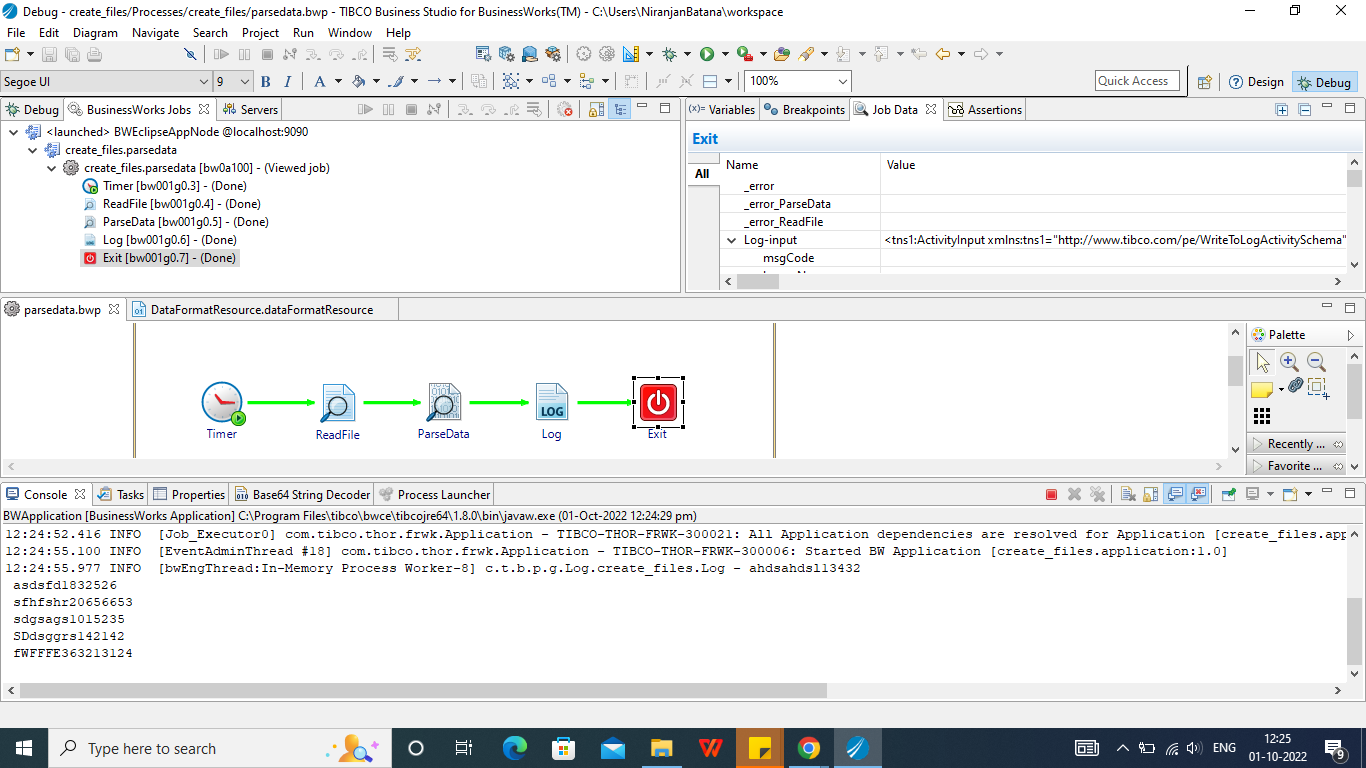 Debug - create_files/Processes/create_files/parsedata.bwp - TIBCO Business Studio for BusinessWorks(TM) - C:\Users\NiranjanBatana\workspace
File Edit Diagram Navigate Search Project Run Window Help
Segoe UI 9 B I A 100% Quick Access Design Debug
Debug BusinessWorks Jobs Servers
<launched> BWEclipseAppNode @localhost:9090
create_files.parsedata
create_files.parsedata [bw0a100] - (Viewed job)
Timer [bw001g0.3] - (Done)
ReadFile [bw001g0.4] - (Done)
ParseData [bw001g0.5] - (Done)
Log [bw001g0.6] - (Done)
Exit [bw001g0.7] - (Done)
(x)= Variables Breakpoints Job Data Assertions
Exit
All
Name Value
_error
_error_ParseData
_error_ReadFile
Log-input <tns1:ActivityInput xmlns:tns1="http://www.tibco.com/pe/WriteToLogActivitySchema"
msgCode
parsedata.bwp DataFormatResource.dataFormatResource
LOG
Timer ReadFile ParseData Log Exit
Palette
Recently ...
Favorite ...
Console Tasks Properties Base64 String Decoder Process Launcher
BWApplication [BusinessWorks Application] C:\Program Files\tibco\bwce\tibcojre64\1.8.0\bin\javaw.exe (01-Oct-2022 12:24:29 pm)
12:24:52.416 INFO [Job_Executor0] com.tibco.thor.frwk.Application - TIBCO-THOR-FRWK-300021: All Application dependencies are resolved for Application [create_files.app
12:24:55.100 INFO [EventAdminThread #18] com.tibco.thor.frwk.Application - TIBCO-THOR-FRWK-300006: Started BW Application [create_files.application:1.0]
12:24:55.977 INFO [bwEngThread:In-Memory Process Worker-8] c.t.b.p.g.Log.create_files.Log - ahdsahds113432
asdsfd1832526
sfhfshr20656653
sdgsags1015235
SDdsggrs142142
fWFFFE363213124
Type here to search
ENG
12:25
01-10-2022
9